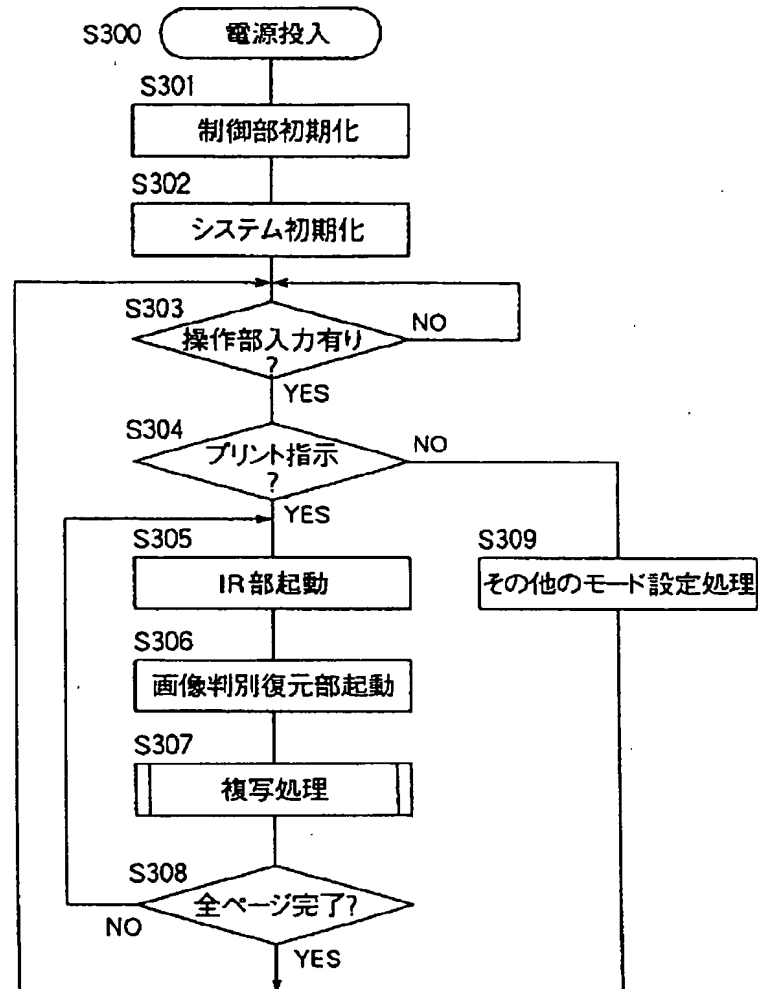 S300
電源投入
S301
制御部初期化
S302
システム初期化
S303
操作部入力有り
?
NO
YES
S304
プリント指示
?
NO
YES
S305
IR部起動
S309
その他のモード設定処理
S306
画像判別復元部起動
S307
複写処理
S308
全ページ完了?
NO
YES